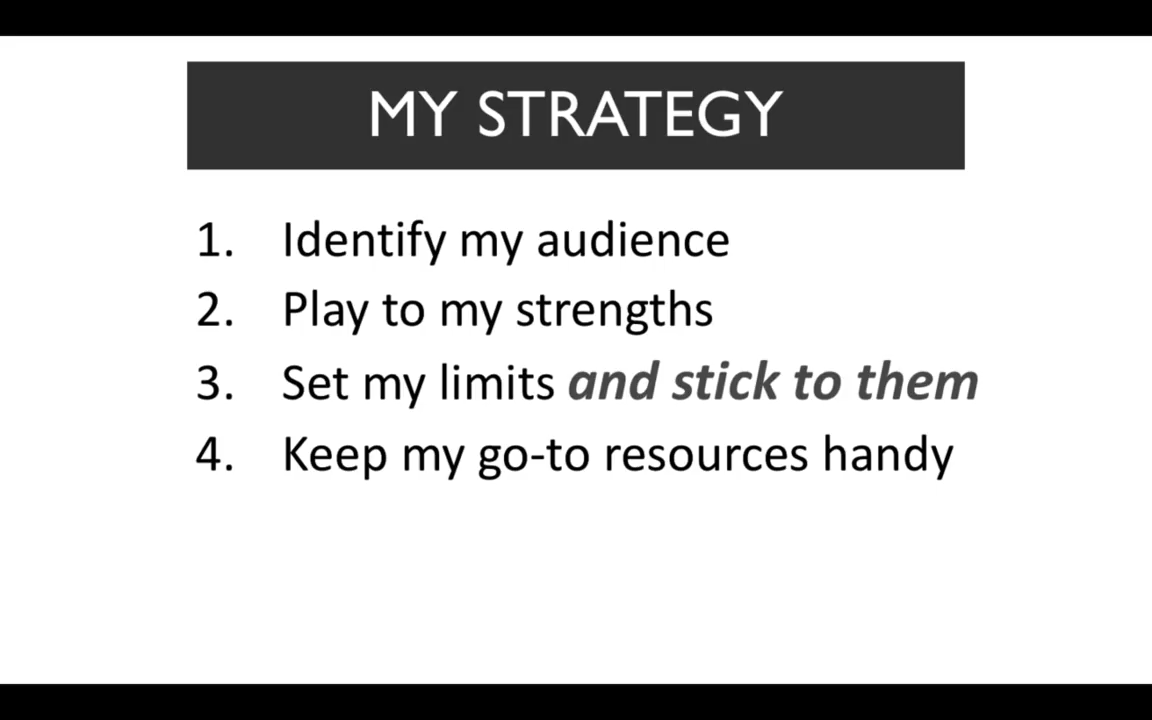 MY STRATEGY
1. Identify my audience
2. Play to my strengths
3. Set my limits and stick to them
4. Keep my go-to resources handy